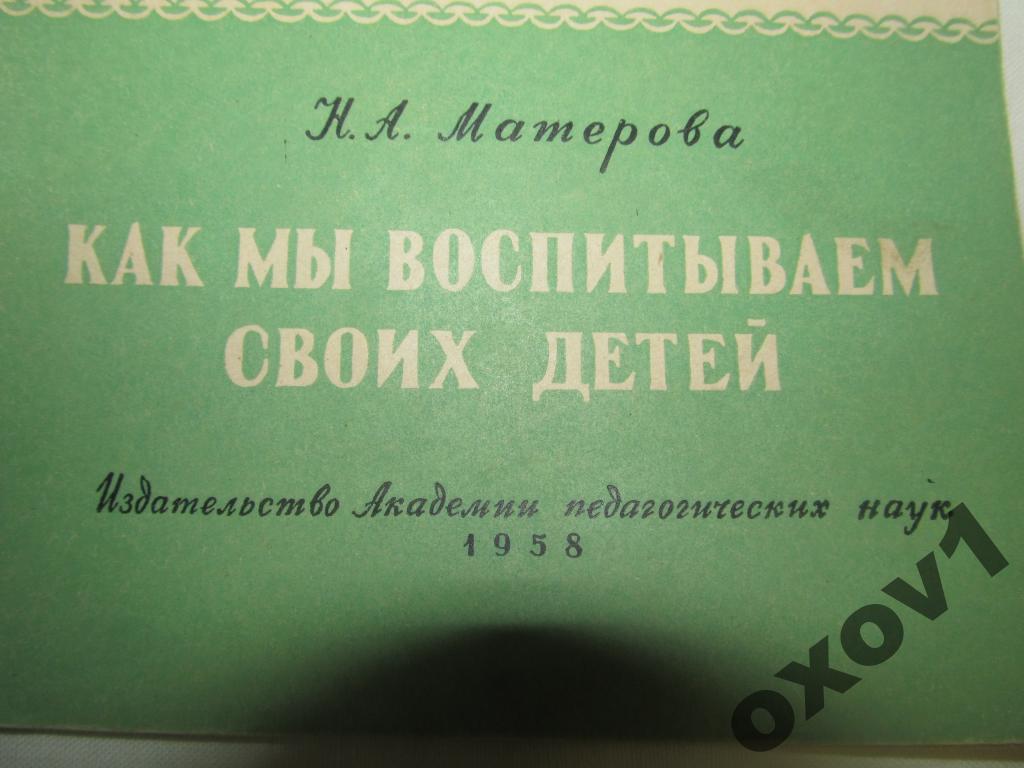 Н. А. Матерова
КАК МЫ ВОСПИТЫВАЕМ
СВОИХ ДЕТЕЙ
Издательство Академии педагогических наук
1958
oxov1